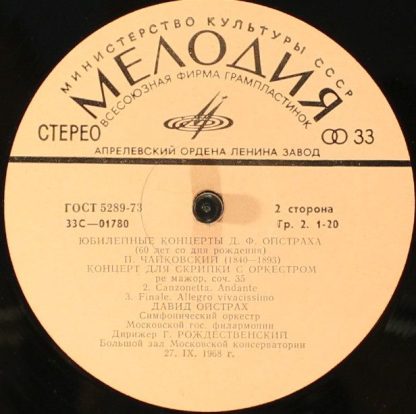 МИНИСТЕРСТВО КУЛЬТУРЫ СССР
МЕЛОДИЯ
ВСЕСОЮЗНАЯ ФИРМА ГРАМПЛАСТИНОК
СТЕРЕО 33
АПРЕЛЕВСКИЙ ОРДЕНА ЛЕНИНА ЗАВОД
ГОСТ 5289-73 2 сторона
33С—01780 Гр. 2. 1-20
ЮБИЛЕЙНЫЕ КОНЦЕРТЫ Д. Ф. ОЙСТРАХА
(60 лет со дня рождения)
П. ЧАЙКОВСКИЙ (1840—1893)
КОНЦЕРТ ДЛЯ СКРИПКИ С ОРКЕСТРОМ
ре мажор, соч. 35
2. Canzonetta. Andante
3. Finale. Allegro vivacissimo
ДАВИД ОЙСТРАХ
Симфонический оркестр
Московской гос. филармонии
Дирижер Г. РОЖДЕСТВЕНСКИЙ
Большой зал Московской консерватории
27. IX. 1968 г.